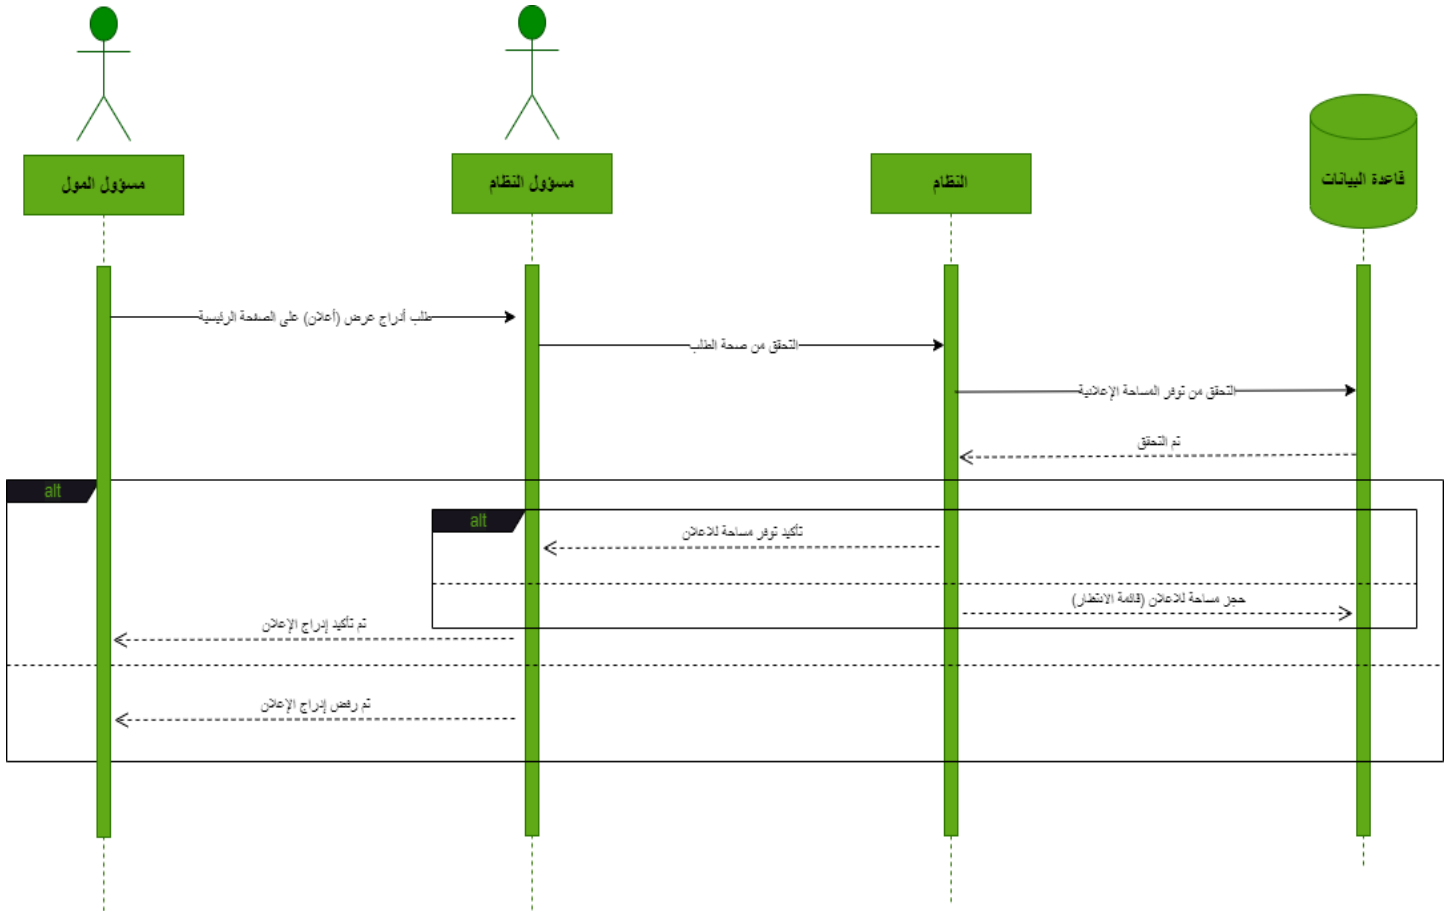 مسؤول المول
مسؤول النظام
النظام
قاعدة البيانات
طلب أدراج عرض (أعلان) على الصفحة الرئيسية
التحقق من صحة الطلب
التحقق من توفر المساحة الإعلانية
تم التحقق
alt
alt
تأكيد توفر مساحة للاعلان
حجز مساحة للاعلان (قائمة الانتظار)
تم تأكيد إدراج الإعلان
تم رفض إدراج الإعلان